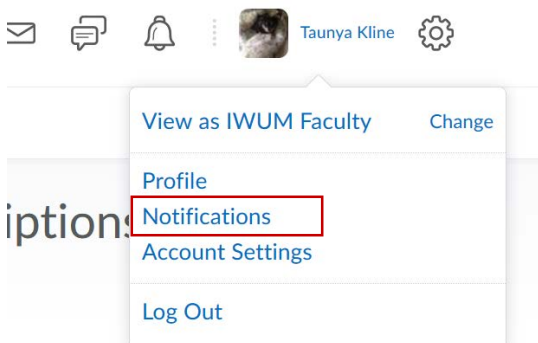 Taunya Kline
View as IWUM Faculty Change
Profile
iptions
Notifications
Account Settings
Log Out